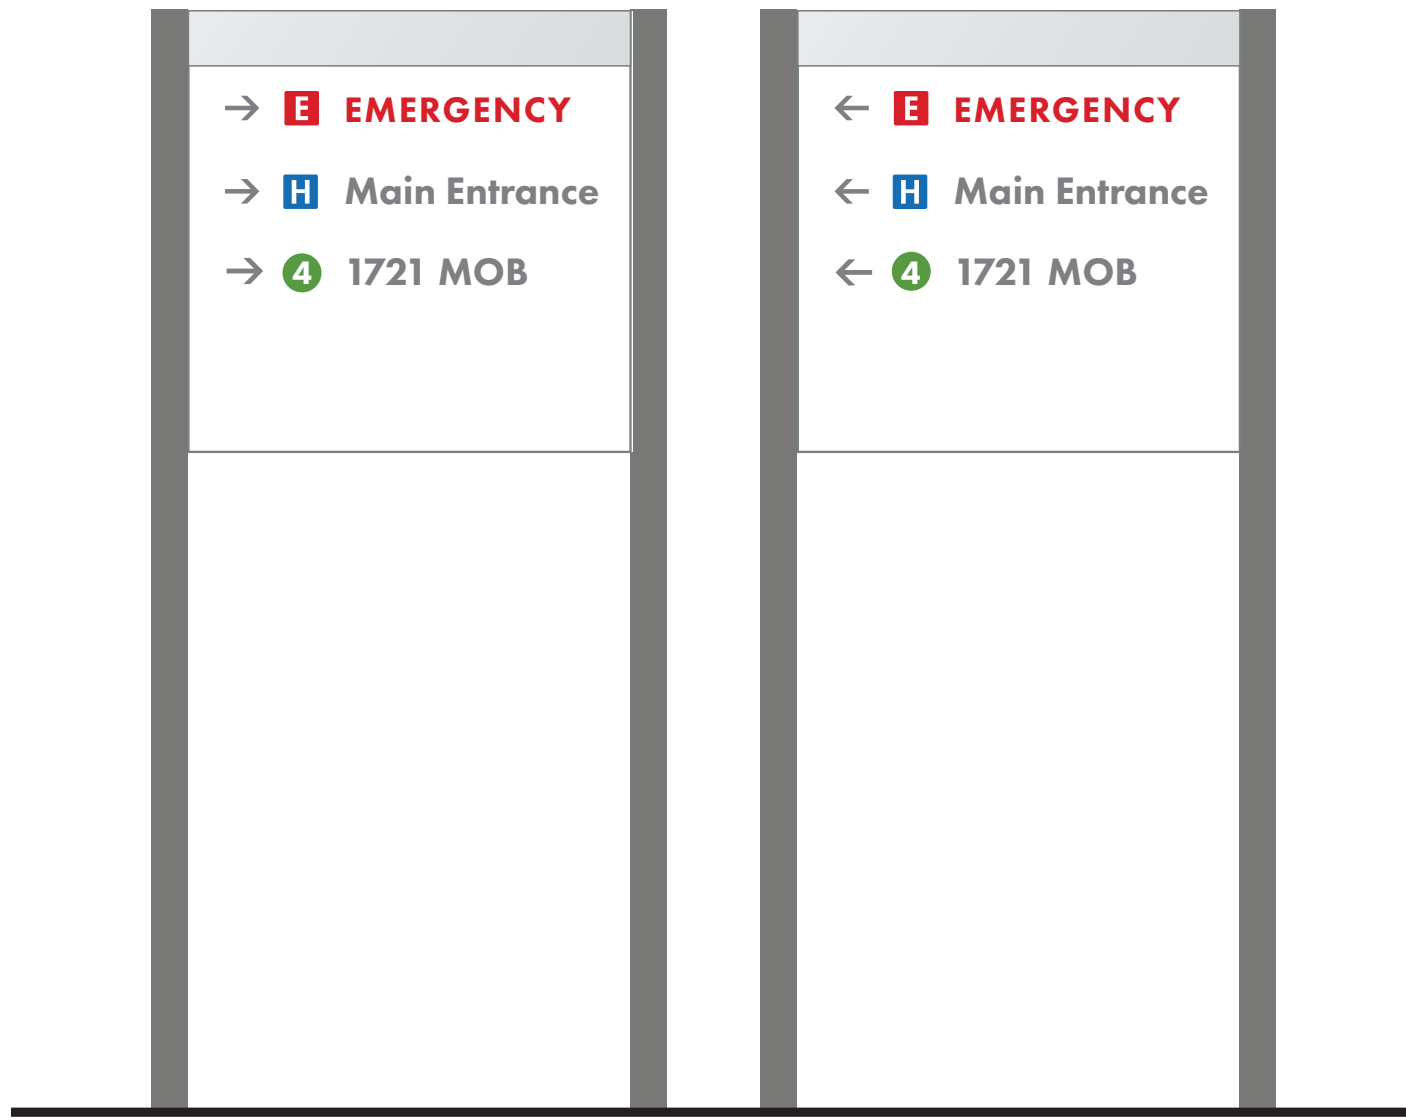 → E EMERGENCY
→ H Main Entrance
→ 4 1721 MOB
← E EMERGENCY
← H Main Entrance
← 4 1721 MOB